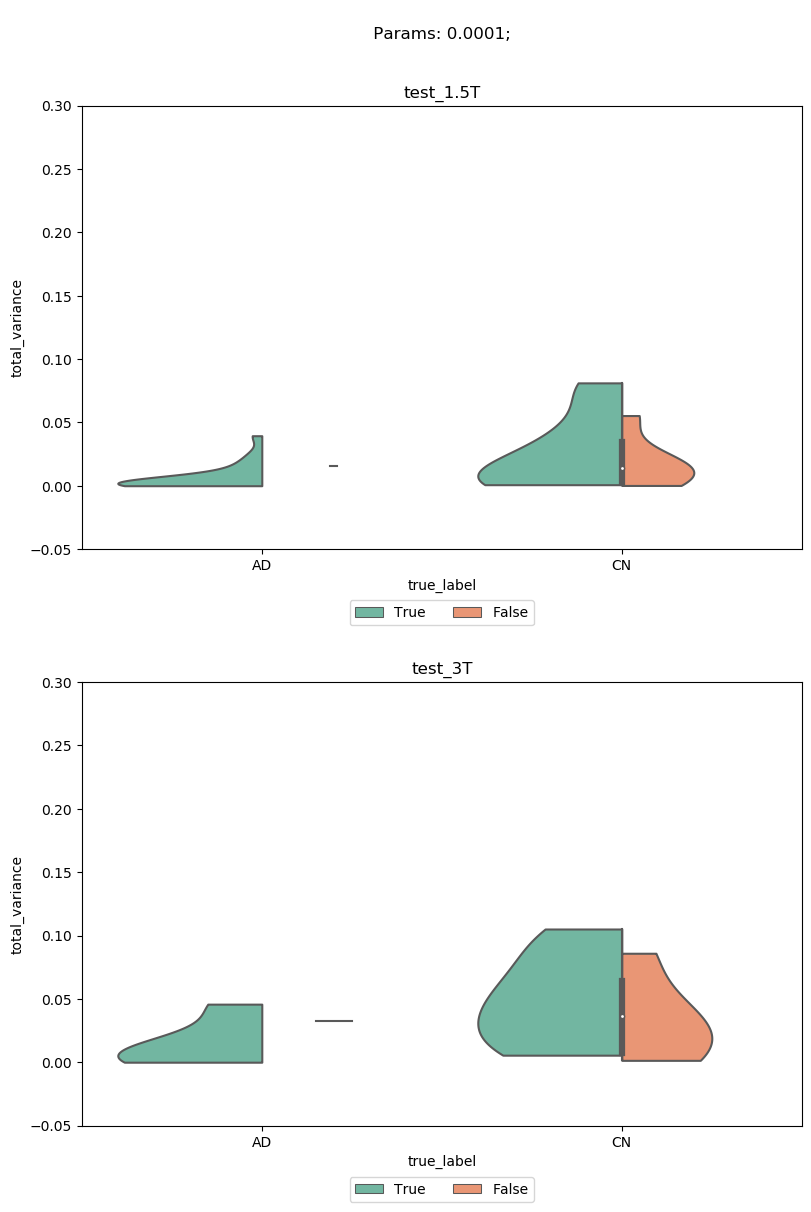 Params: 0.0001;
test_1.5T
0.30
0.25
0.20
0.15
0.10
0.05
0.00
−0.05
total_variance
AD CN
true_label
True False
test_3T
0.30
0.25
0.20
0.15
0.10
0.05
0.00
−0.05
total_variance
AD CN
true_label
True False